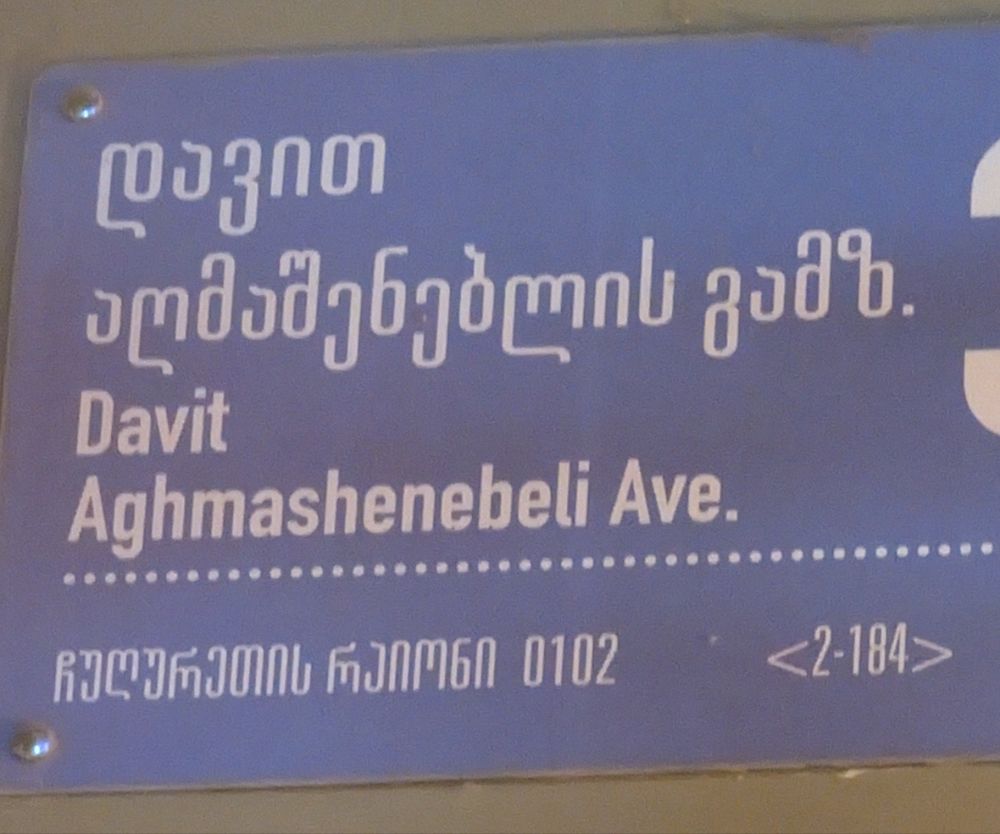 დავით
აღმაშენებლის გამზ.
Davit
Aghmashenebeli Ave.
ჩუღურეთის რაიონი 0102 <2-184>